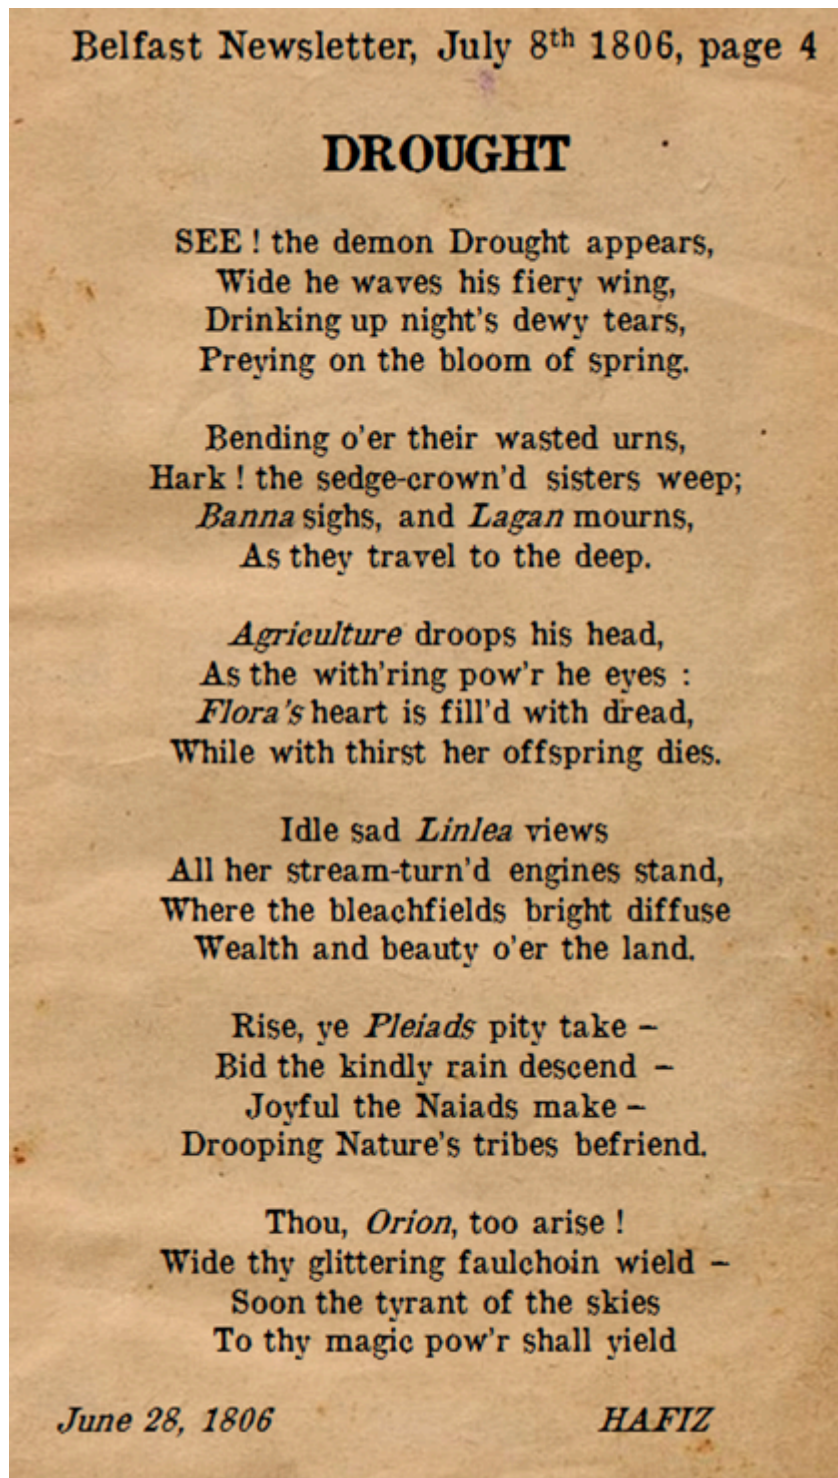 Belfast Newsletter, July 8th 1806, page 4
DROUGHT
SEE ! the demon Drought appears,
Wide he waves his fiery wing,
Drinking up night's dewy tears,
Preying on the bloom of spring.
Bending o'er their wasted urns,
Hark ! the sedge-crown'd sisters weep;
Banna sighs, and Lagan mourns,
As they travel to the deep.
Agriculture droops his head,
As the with'ring pow'r he eyes :
Flora's heart is fill'd with dread,
While with thirst her offspring dies.
Idle sad Linlea views
All her stream-turn'd engines stand,
Where the bleachfields bright diffuse
Wealth and beauty o'er the land.
Rise, ye Pleiads pity take –
Bid the kindly rain descend –
Joyful the Naiads make –
Drooping Nature's tribes befriend.
Thou, Orion, too arise !
Wide thy glittering faulchoin wield –
Soon the tyrant of the skies
To thy magic pow'r shall yield
June 28, 1806 HAFIZ